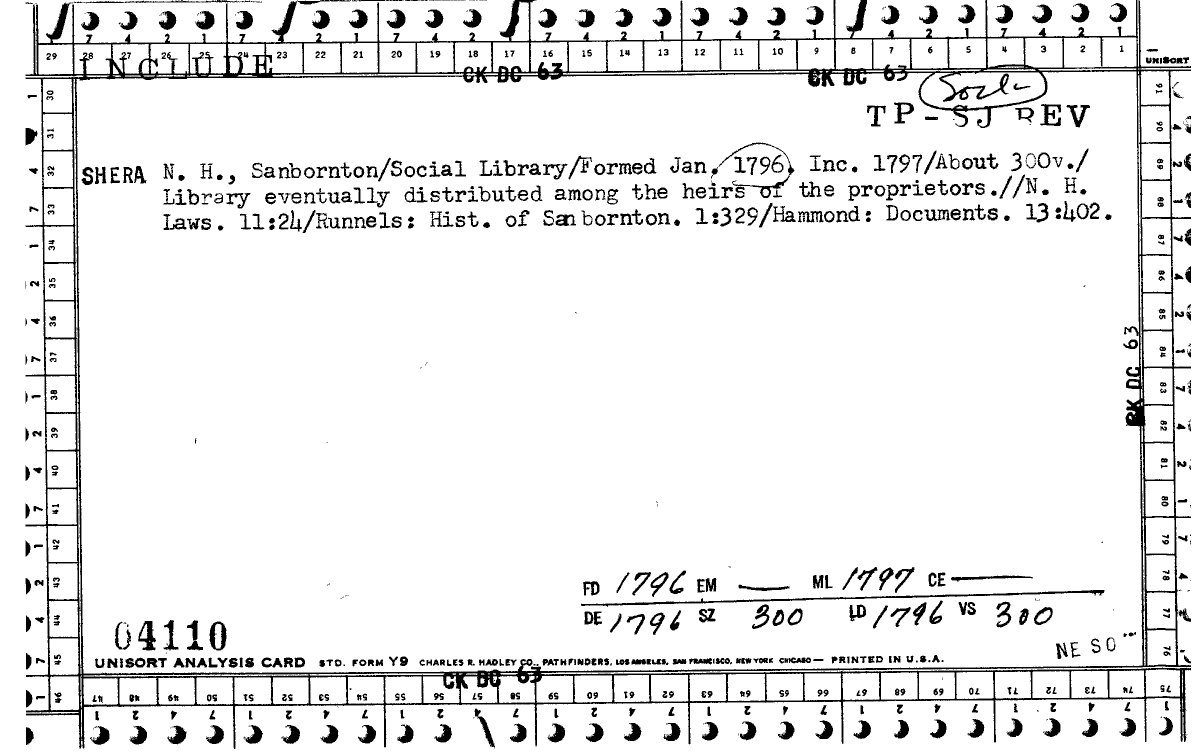 7 4 2 1 7 4 2 1 7 4 2 1 7 4 2 1 7 4 2 1 7 4 2 1
29 28 27 26 25 24 23 22 21 20 19 18 17 16 15 14 13 12 11 10 9 8 7 6 5 4 3 2 1
UNISORT
INCLUDE
CK DC 63
CK DC 63
TP-SJ REV
SHERA N. H., Sanbornton/Social Library/Formed Jan. 1796. Inc. 1797/About 300v./
Library eventually distributed among the heirs of the proprietors.//N. H.
Laws. 11:24/Runnels: Hist. of Sanbornton. 1:329/Hammond: Documents. 13:402.
30 31 32 33 34 35 36 37 38 39 40 41 42 43 44 45 46
91 90 89 88 87 86 85 84 83 82 81 80 79 78 77 76
CK DC 63
FD 1796 EM — ML 1797 CE —
DE 1796 SZ 300 LD 1796 VS 300
04110
NE SO
UNISORT ANALYSIS CARD STD. FORM Y9 CHARLES R. HADLEY CO., PATHFINDERS, LOS ANGELES, SAN FRANCISCO, NEW YORK CHICAGO — PRINTED IN U.S.A.
CK DC 63
47 48 49 50 51 52 53 54 55 56 57 58 59 60 61 62 63 64 65 66 67 68 69 70 71 72 73 74 75